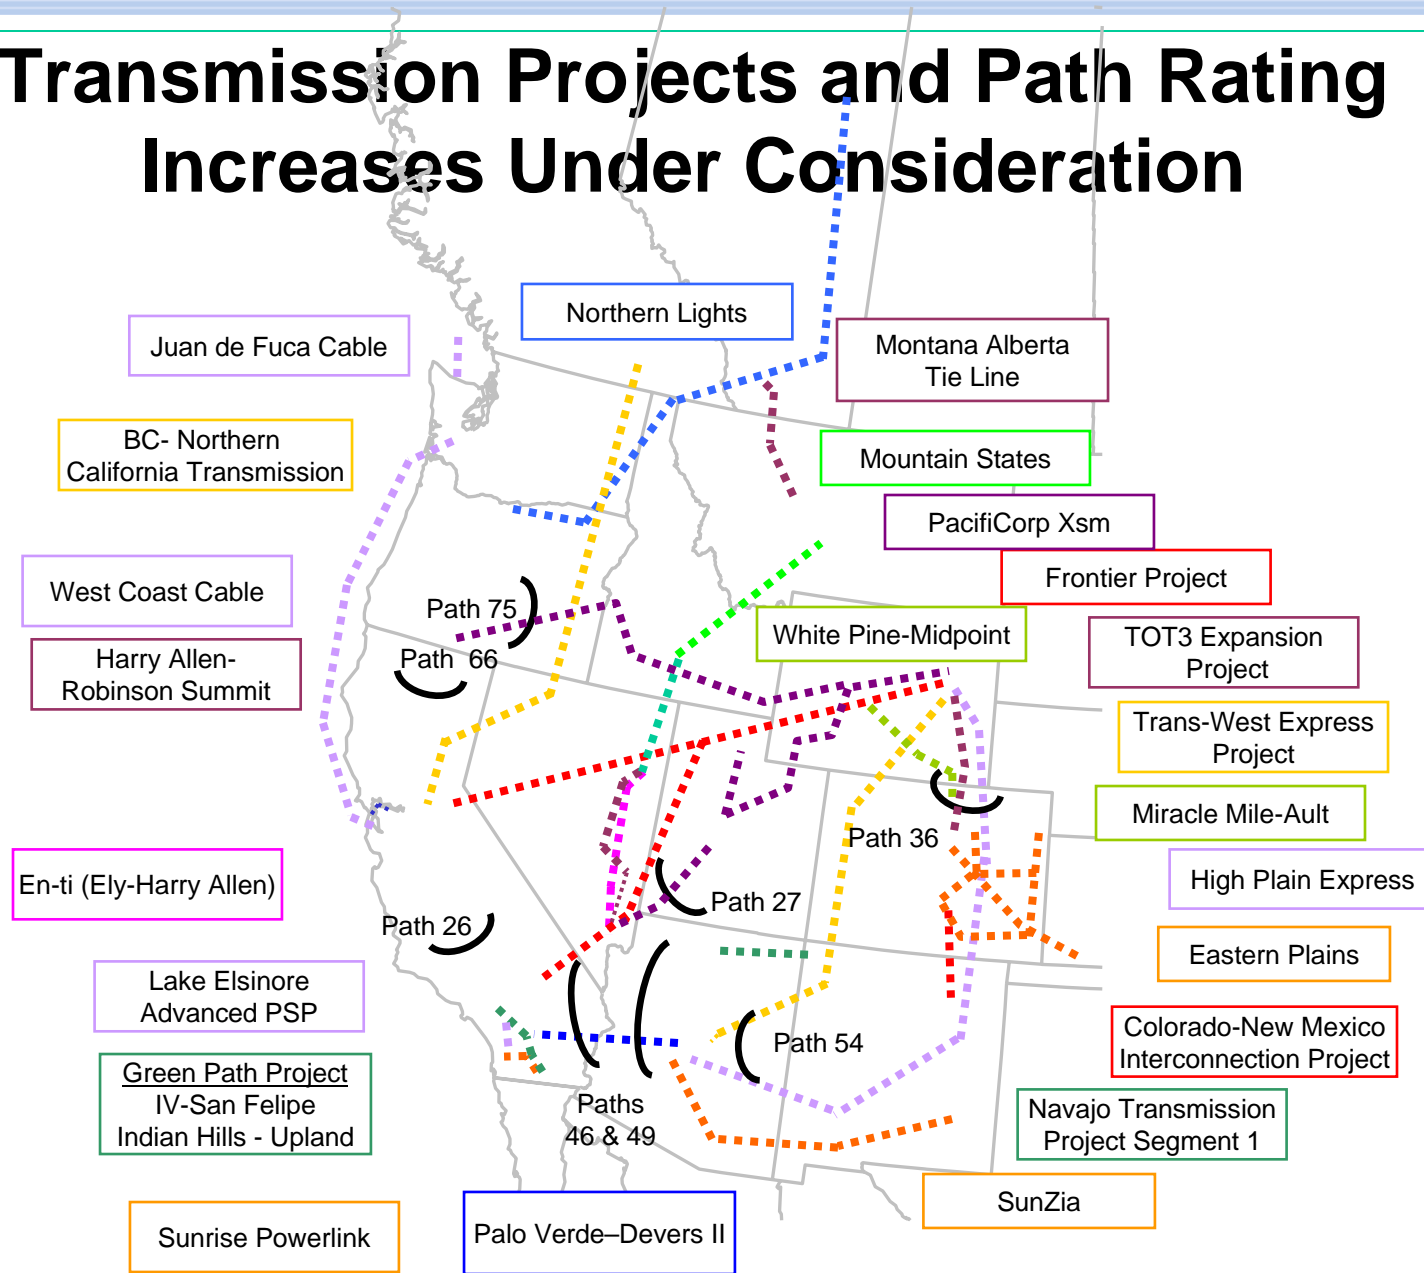 Transmission Projects and Path Rating
Increases Under Consideration
Northern Lights
Juan de Fuca Cable
Montana Alberta
Tie Line
BC- Northern
California Transmission
Mountain States
PacifiCorp Xsm
West Coast Cable
Frontier Project
Path 75
White Pine-Midpoint
TOT3 Expansion
Project
Harry Allen-
Robinson Summit
Path 66
Trans-West Express
Project
Miracle Mile-Ault
Path 36
En-ti (Ely-Harry Allen)
High Plain Express
Path 27
Path 26
Eastern Plains
Lake Elsinore
Advanced PSP
Colorado-New Mexico
Interconnection Project
Path 54
Green Path Project
IV-San Felipe
Indian Hills - Upland
Paths
46 & 49
Navajo Transmission
Project Segment 1
SunZia
Sunrise Powerlink
Palo Verde–Devers II